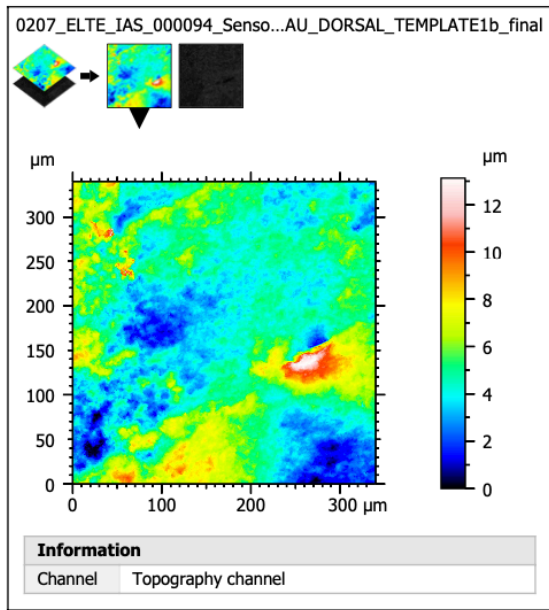 0207_ELTE_IAS_000094_Senso...AU_DORSAL_TEMPLATE1b_final
µm
µm
300
250
200
150
100
50
0
0
100
200
300 µm
12
10
8
6
4
2
0
Information
Channel Topography channel